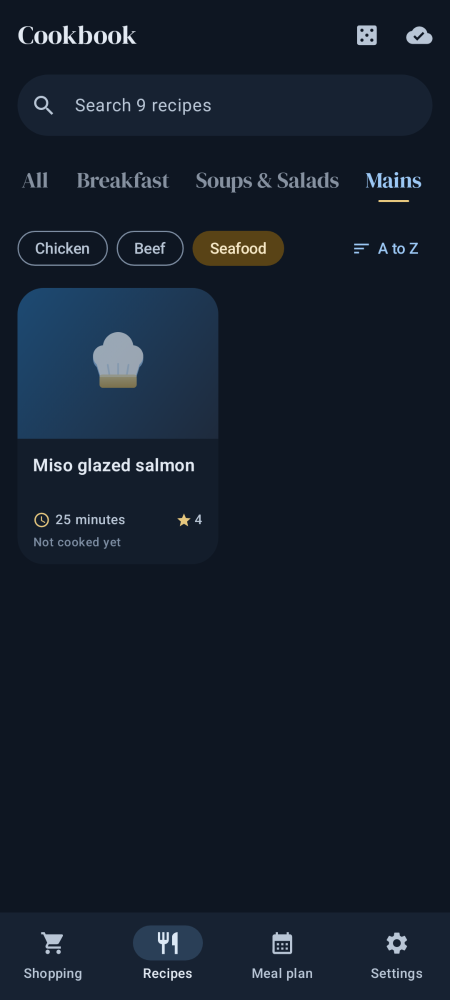 Cookbook
Search 9 recipes
All Breakfast Soups & Salads Mains
Chicken Beef Seafood A to Z
Miso glazed salmon
25 minutes 4
Not cooked yet
Shopping Recipes Meal plan Settings